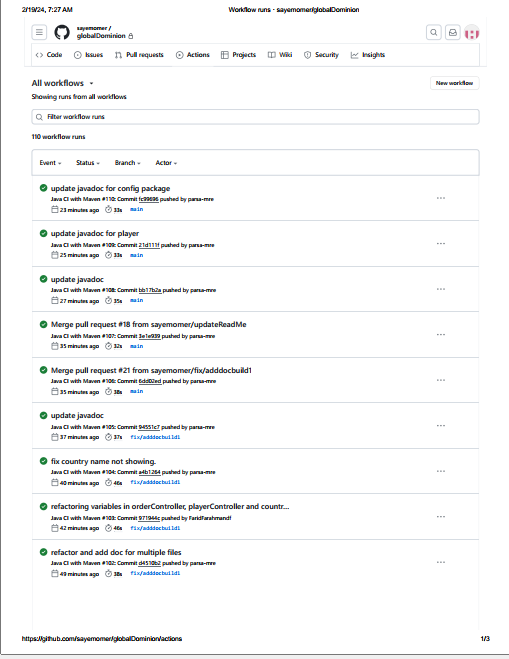 2/19/24, 7:27 AM Workflow runs · sayemomer/globalDominion
sayemomer /
globalDominion
Code Issues Pull requests Actions Projects Wiki Security Insights
All workflows New workflow
Showing runs from all workflows
Filter workflow runs
110 workflow runs
Event Status Branch Actor
update javadoc for config package
Java CI with Maven #110: Commit fc99696 pushed by parsa-mre
23 minutes ago 33s main
update javadoc for player
Java CI with Maven #109: Commit 21d111f pushed by parsa-mre
25 minutes ago 33s main
update javadoc
Java CI with Maven #108: Commit bb17b2a pushed by parsa-mre
27 minutes ago 35s main
Merge pull request #18 from sayemomer/updateReadMe
Java CI with Maven #107: Commit 3e1e939 pushed by parsa-mre
35 minutes ago 32s main
Merge pull request #21 from sayemomer/fix/adddocbuild1
Java CI with Maven #106: Commit 6dd02ed pushed by parsa-mre
35 minutes ago 38s main
update javadoc
Java CI with Maven #105: Commit 94551c7 pushed by parsa-mre
37 minutes ago 37s fix/adddocbuild1
fix country name not showing.
Java CI with Maven #104: Commit a4b1264 pushed by parsa-mre
40 minutes ago 46s fix/adddocbuild1
refactoring variables in orderController, playerController and countr...
Java CI with Maven #103: Commit 971944c pushed by FaridFarahmandf
42 minutes ago 46s fix/adddocbuild1
refactor and add doc for multiple files
Java CI with Maven #102: Commit d4510b2 pushed by parsa-mre
49 minutes ago 38s fix/adddocbuild1
https://github.com/sayemomer/globalDominion/actions 1/3